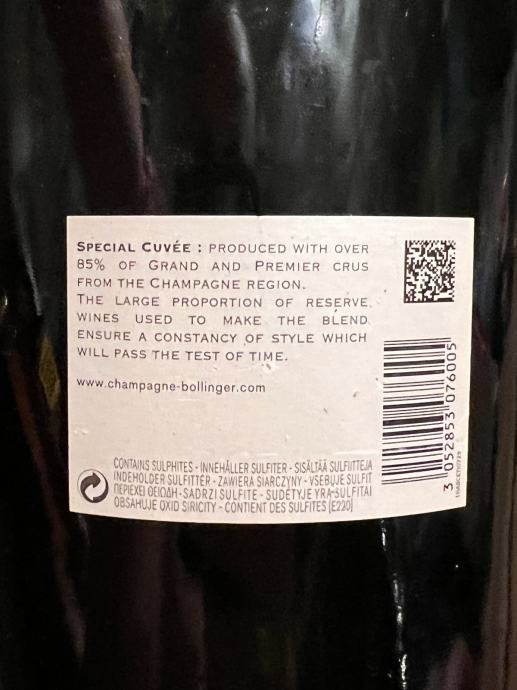 SPECIAL CUVÉE : PRODUCED WITH OVER
85% OF GRAND AND PREMIER CRUS
FROM THE CHAMPAGNE REGION.
THE LARGE PROPORTION OF RESERVE
WINES USED TO MAKE THE BLEND
ENSURE A CONSTANCY OF STYLE WHICH
WILL PASS THE TEST OF TIME.
www.champagne-bollinger.com
CONTAINS SULPHITES - INNEHÅLLER SULFITER - SISÄLTÄÄ SULFIITTEJA
INDEHOLDER SULFITTER - ZAWIERA SIARCZYNY - VSEBUJE SULFIT
ΠΕΡΙΕΧΕΙ ΘΕΙΩΔΗ - SADRZI SULFITE - SUDĖTYJE YRA SULFITAI
OBSAHUJE OXID SIRICITY - CONTIENT DES SULFITES (E220)
3 052853 076005